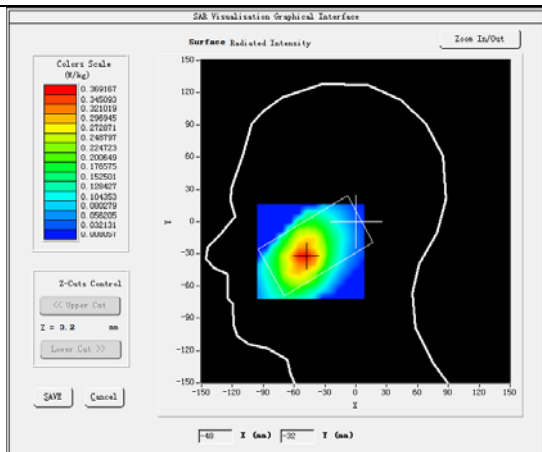 SAR Visualisation Graphical Interface
Surface Radiated Intensity
Zoom In/Out
Colors Scale
(W/kg)
0.369167
0.345093
0.321019
0.296945
0.272871
0.248797
0.224723
0.200649
0.176575
0.152501
0.128427
0.104353
0.080279
0.056205
0.032131
0.008057
Z-Cuts Control
<< Upper Cut
Z = 3.2 mm
Lower Cut >>
SAVE Cancel
150
120
90
60
30
0
-30
-60
-90
-120
-150
Y
-150 -120 -90 -60 -30 0 30 60 90 120 150
X
-48 X (mm) -32 Y (mm)